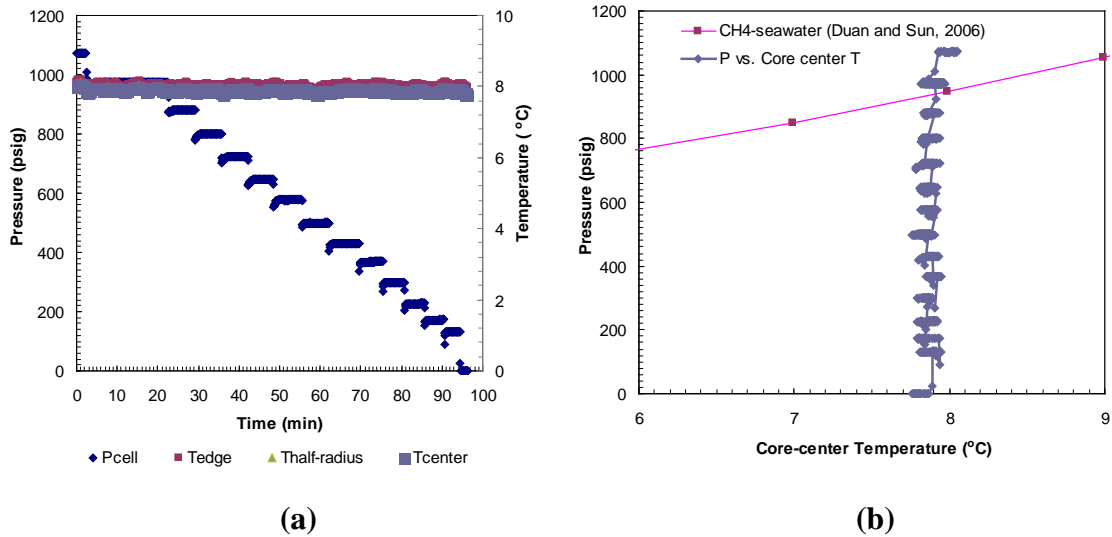 1200
1000
800
600
400
200
0
Pressure (psig)
10
8
6
4
2
0
Temperature ( °C)
0 10 20 30 40 50 60 70 80 90 100
Time (min)
Pcell Tedge Thalf-radius Tcenter
(a)
1200
1000
800
600
400
200
0
Pressure (psig)
CH4-seawater (Duan and Sun, 2006)
P vs. Core center T
6 7 8 9
Core-center Temperature (°C)
(b)